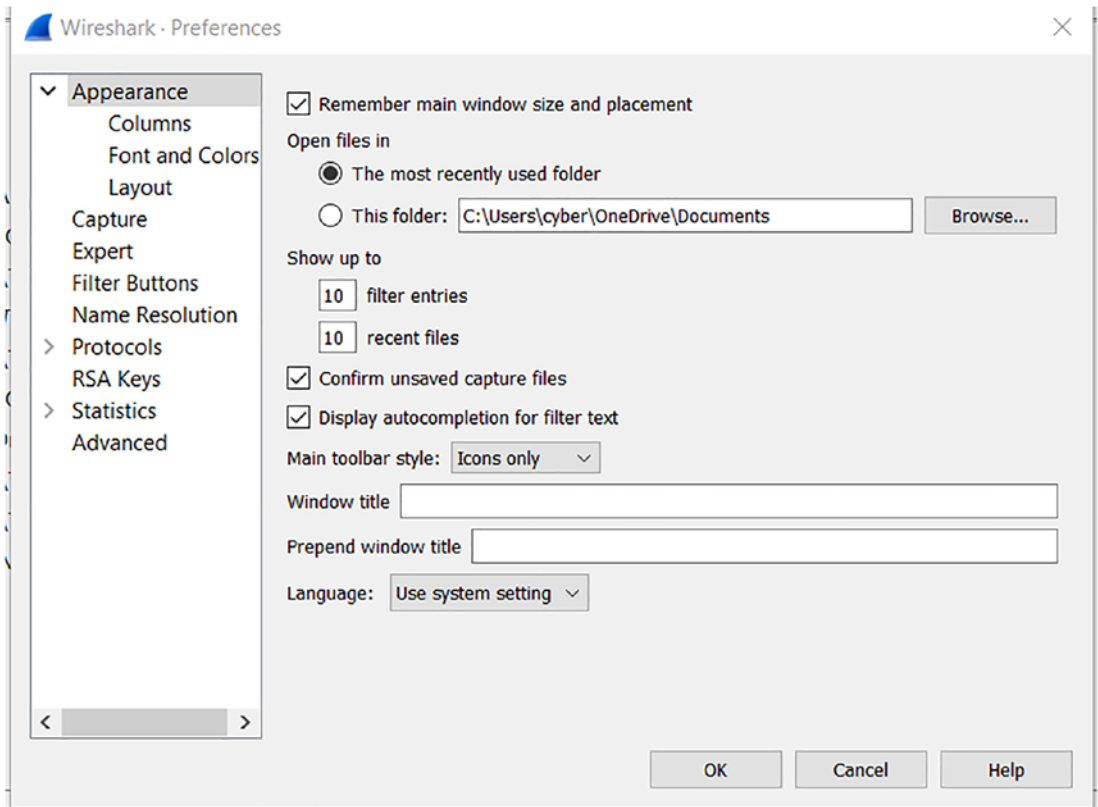 Wireshark · Preferences
Appearance
Columns
Font and Colors
Layout
Capture
Expert
Filter Buttons
Name Resolution
Protocols
RSA Keys
Statistics
Advanced
Remember main window size and placement
Open files in
The most recently used folder
This folder: C:\Users\cyber\OneDrive\Documents Browse...
Show up to
10 filter entries
10 recent files
Confirm unsaved capture files
Display autocompletion for filter text
Main toolbar style: Icons only
Window title
Prepend window title
Language: Use system setting
OK Cancel Help